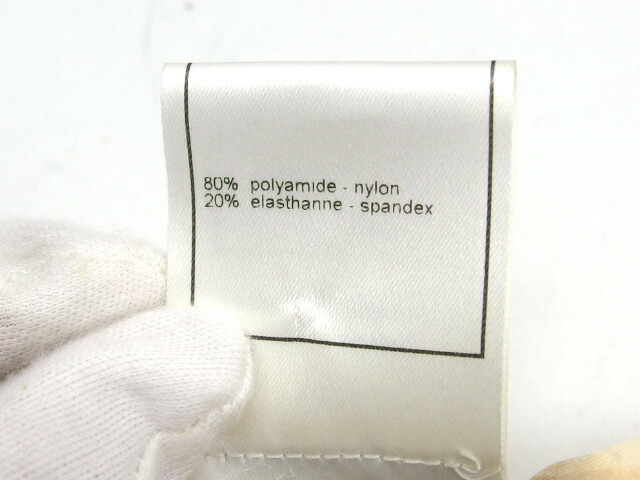 80% polyamide - nylon
20% elasthanne - spandex